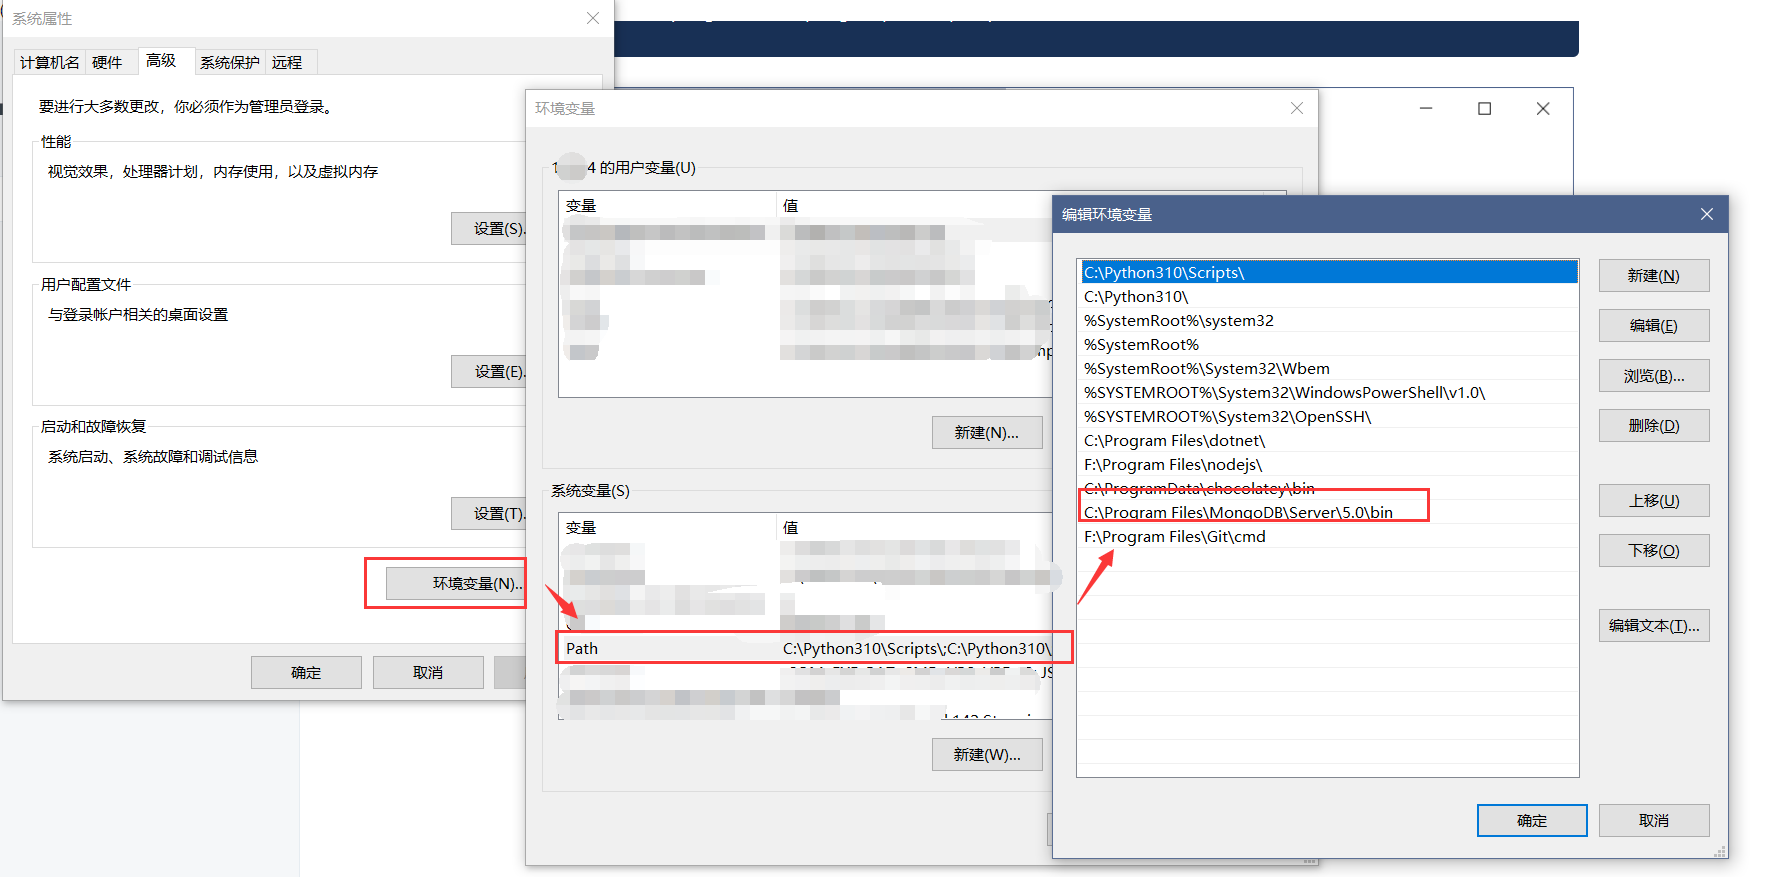 系统属性
计算机名
硬件
高级
系统保护
远程
要进行大多数更改，你必须作为管理员登录。
性能
视觉效果，处理器计划，内存使用，以及虚拟内存
设置(S).
用户配置文件
与登录帐户相关的桌面设置
设置(E).
启动和故障恢复
系统启动、系统故障和调试信息
设置(T).
环境变量(N)..
确定
取消
环境变量
4 的用户变量(U)
变量
值
新建(N)...
系统变量(S)
变量
值
Path
C:\Python310\Scripts\;C:\Python310\
新建(W)...
编辑环境变量
C:\Python310\Scripts\
C:\Python310\
%SystemRoot%\system32
%SystemRoot%
%SystemRoot%\System32\Wbem
%SYSTEMROOT%\System32\WindowsPowerShell\v1.0\
%SYSTEMROOT%\System32\OpenSSH\
C:\Program Files\dotnet\
F:\Program Files\nodejs\
C:\ProgramData\chocolatey\bin
C:\Program Files\MongoDB\Server\5.0\bin
F:\Program Files\Git\cmd
新建(N)
编辑(E)
浏览(B)...
删除(D)
上移(U)
下移(O)
编辑文本(T)...
确定
取消